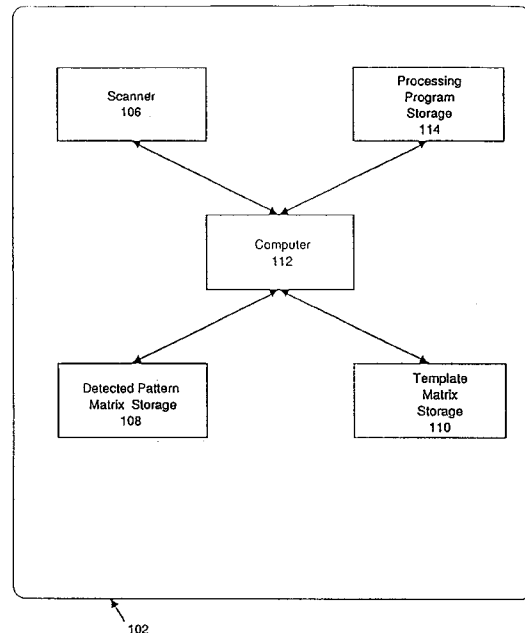 Scanner
106
Processing
Program
Storage
114
Computer
112
Detected Pattern
Matrix Storage
108
Template
Matrix
Storage
110
102